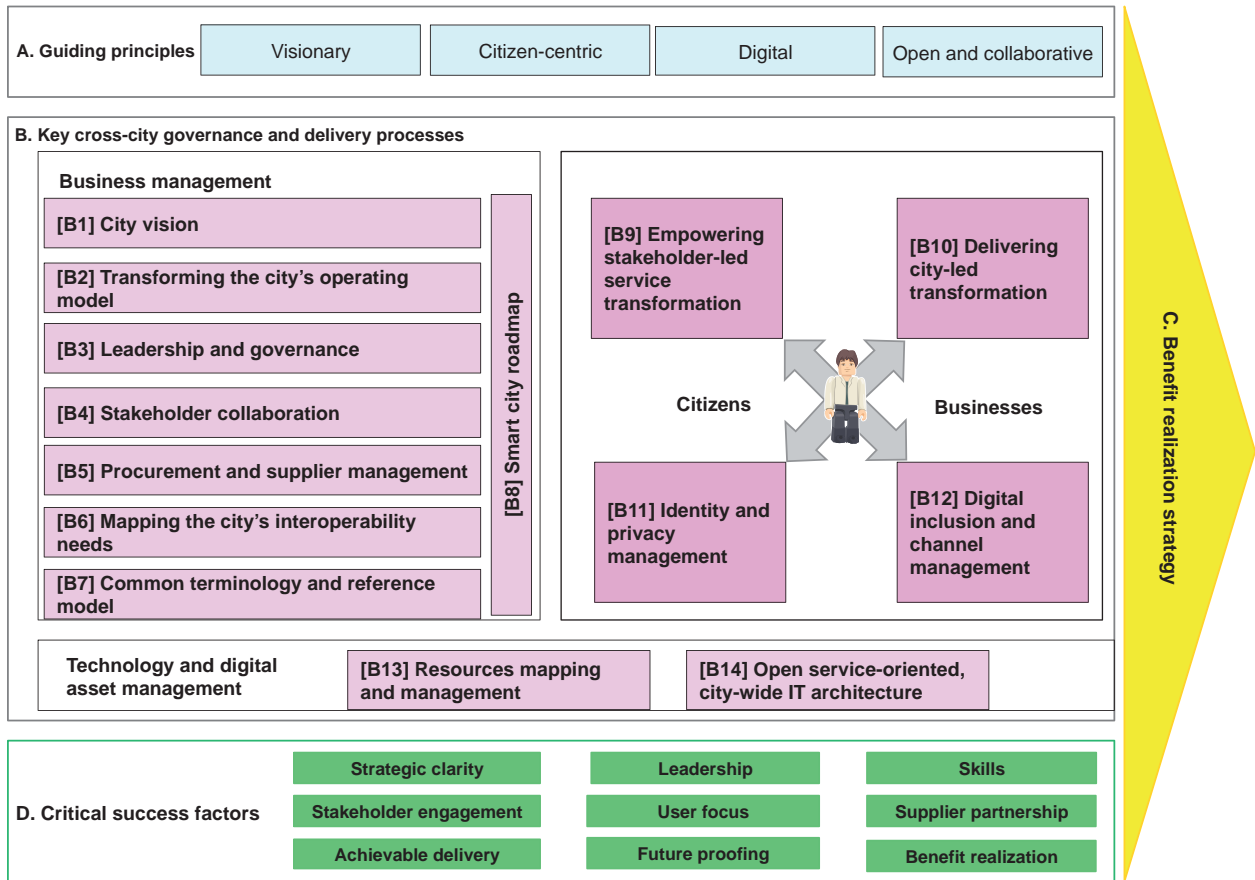 A. Guiding principles
Visionary
Citizen-centric
Digital
Open and collaborative
B. Key cross-city governance and delivery processes
Business management
[B1] City vision
[B2] Transforming the city’s operating
model
[B3] Leadership and governance
[B4] Stakeholder collaboration
[B5] Procurement and supplier management
[B6] Mapping the city’s interoperability
needs
[B7] Common terminology and reference
model
[B8] Smart city roadmap
[B9] Empowering
stakeholder-led
service
transformation
[B10] Delivering
city-led
transformation
Citizens
Businesses
[B11] Identity and
privacy
management
[B12] Digital
inclusion and
channel
management
Technology and digital
asset management
[B13] Resources mapping
and management
[B14] Open service-oriented,
city-wide IT architecture
C. Benefit realization strategy
D. Critical success factors
Strategic clarity
Leadership
Skills
Stakeholder engagement
User focus
Supplier partnership
Achievable delivery
Future proofing
Benefit realization